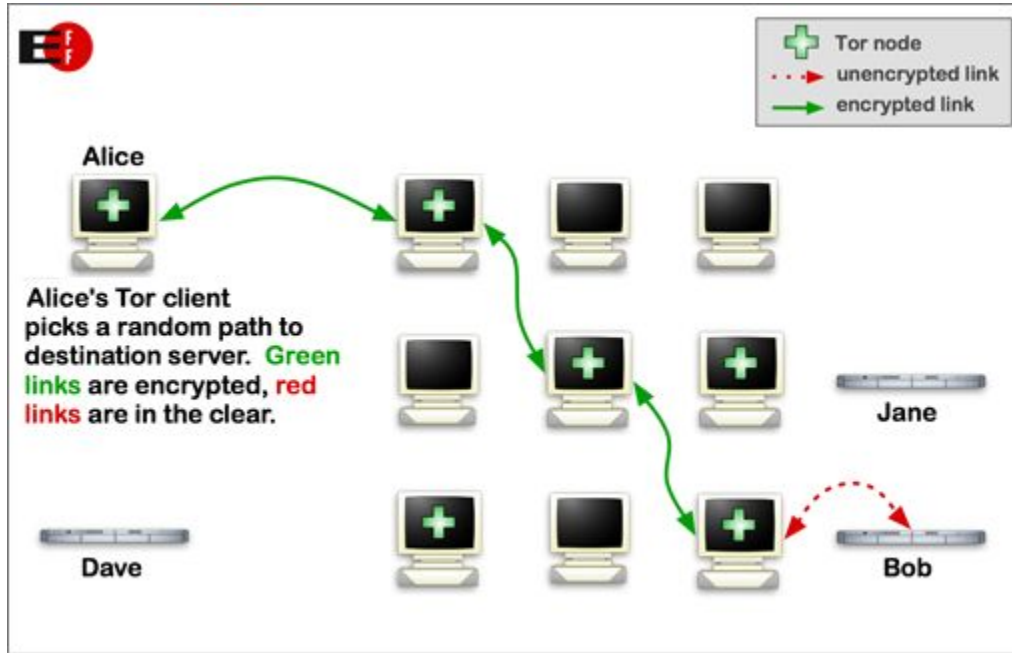 EFF
Tor node
unencrypted link
encrypted link
Alice
Alice's Tor client
picks a random path to
destination server. Green
links are encrypted, red
links are in the clear.
Jane
Dave
Bob